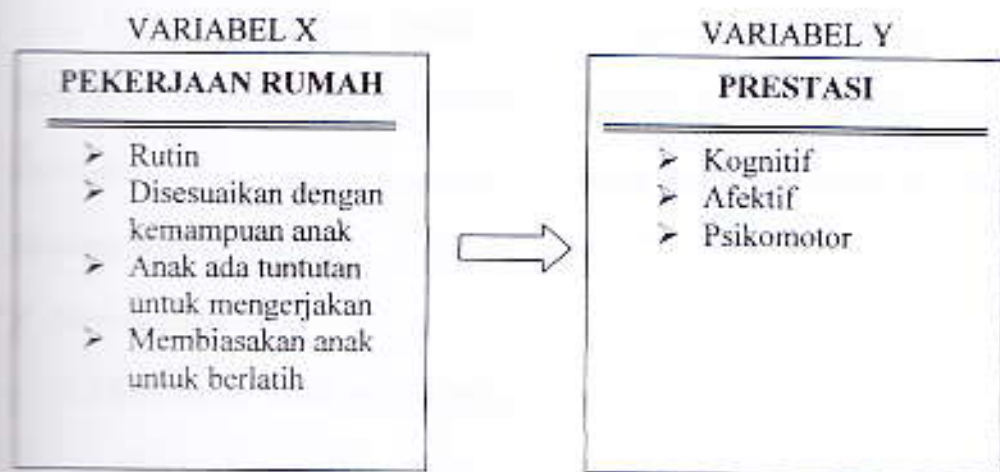 VARIABEL X
PEKERJAAN RUMAH
➢ Rutin
➢ Disesuaikan dengan
kemampuan anak
➢ Anak ada tuntutan
untuk mengerjakan
➢ Membiasakan anak
untuk berlatih
VARIABEL Y
PRESTASI
➢ Kognitif
➢ Afektif
➢ Psikomotor